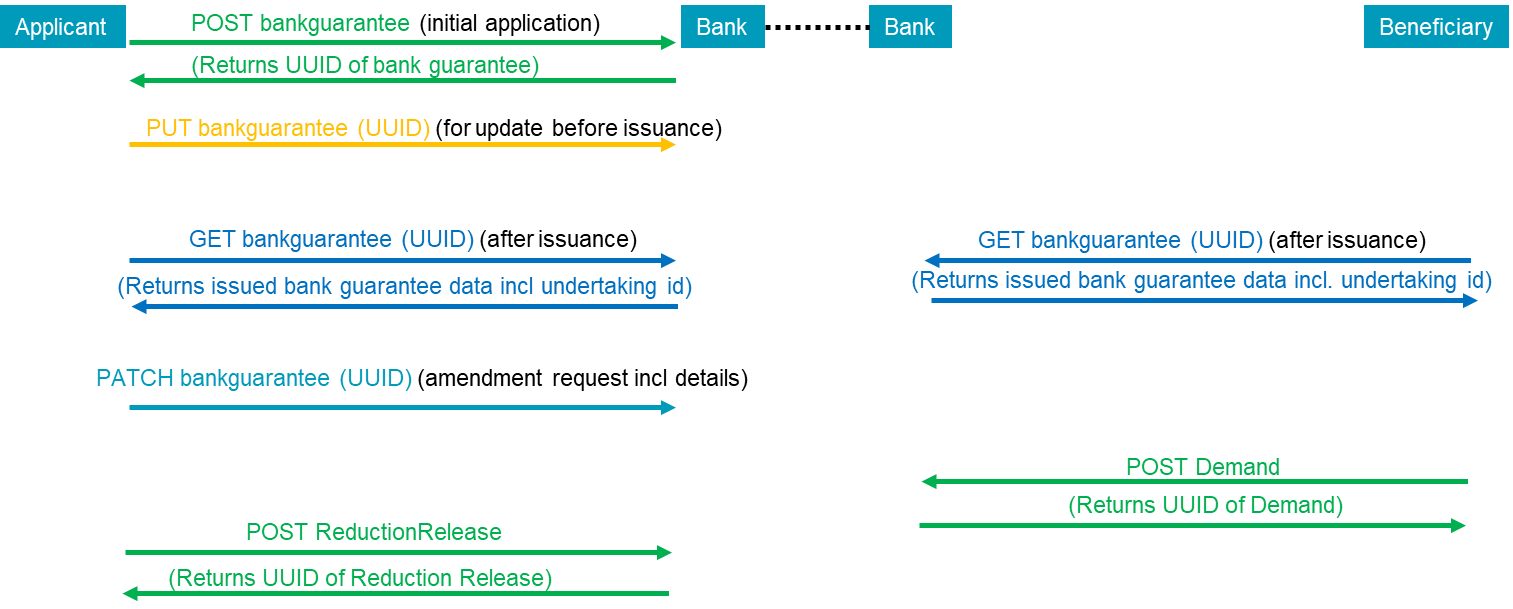 Applicant
POST bankguarantee (initial application)
Bank
Bank
Beneficiary
(Returns UUID of bank guarantee)
PUT bankguarantee (UUID) (for update before issuance)
GET bankguarantee (UUID) (after issuance)
GET bankguarantee (UUID) (after issuance)
(Returns issued bank guarantee data incl undertaking id)
(Returns issued bank guarantee data incl. undertaking id)
PATCH bankguarantee (UUID) (amendment request incl details)
POST Demand
(Returns UUID of Demand)
POST ReductionRelease
(Returns UUID of Reduction Release)